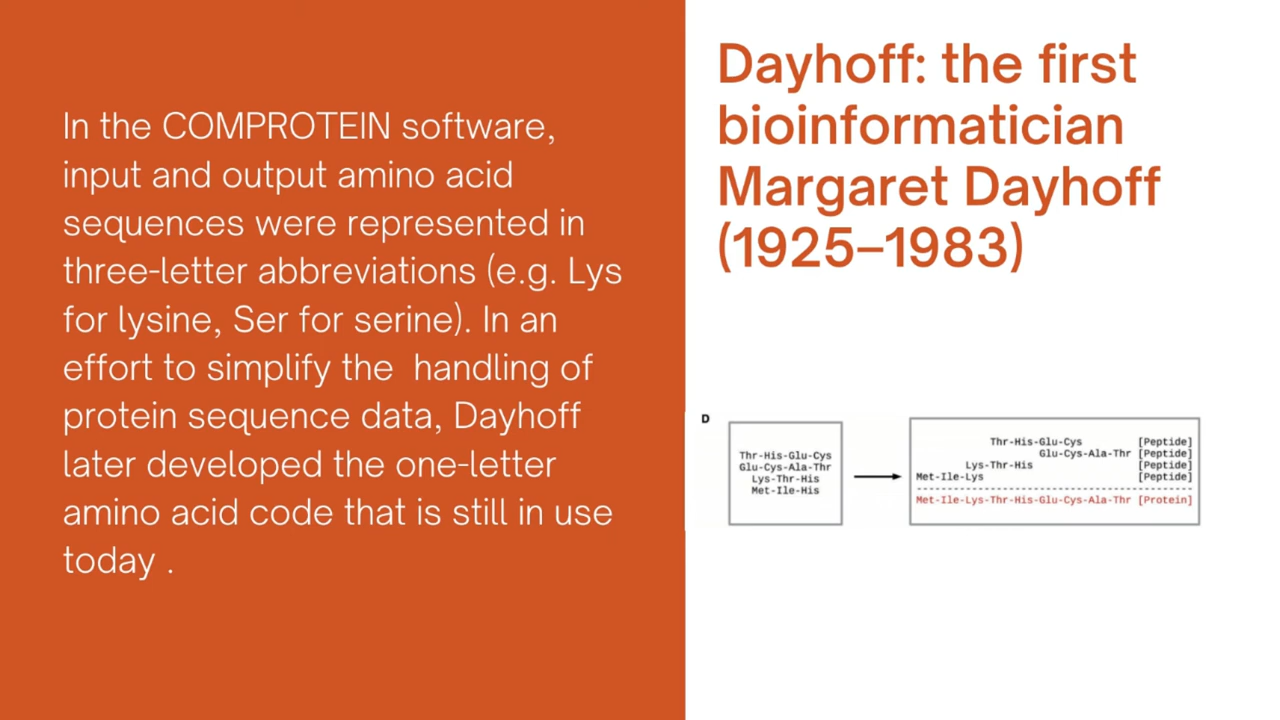 In the COMPROTEIN software,
input and output amino acid
sequences were represented in
three-letter abbreviations (e.g. Lys
for lysine, Ser for serine). In an
effort to simplify the  handling of
protein sequence data, Dayhoff
later developed the one-letter
amino acid code that is still in use
today .
Dayhoff: the first
bioinformatician
Margaret Dayhoff
(1925–1983)
D
Thr-His-Glu-Cys
Glu-Cys-Ala-Thr
Lys-Thr-His
Met-Ile-His
Thr-His-Glu-Cys [Peptide]
Glu-Cys-Ala-Thr [Peptide]
Lys-Thr-His [Peptide]
Met-Ile-Lys [Peptide]
Met-Ile-Lys-Thr-His-Glu-Cys-Ala-Thr [Protein]